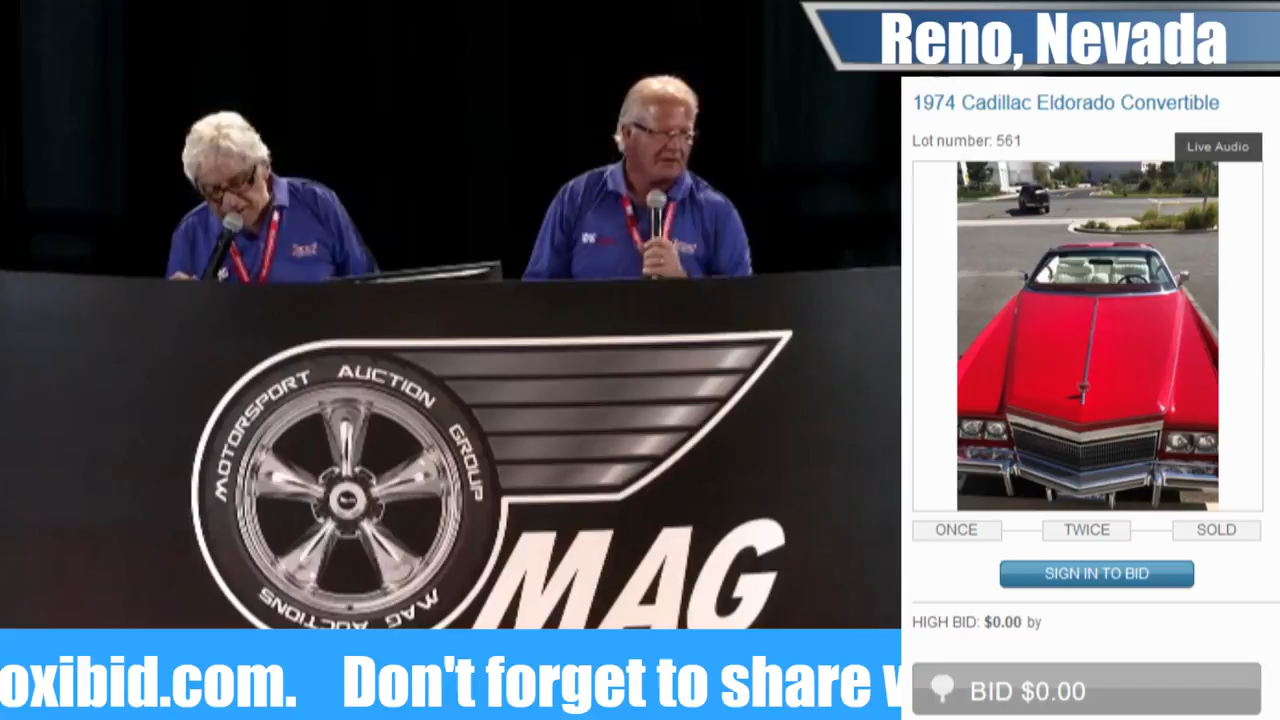 Reno, Nevada
1974 Cadillac Eldorado Convertible
Lot number: 561
Live Audio
MOTORSPORT AUCTION GROUP
MAG AUCTIONS
MAG
ONCE
TWICE
SOLD
SIGN IN TO BID
HIGH BID: $0.00 by
BID $0.00
oxibid.com. Don't forget to share